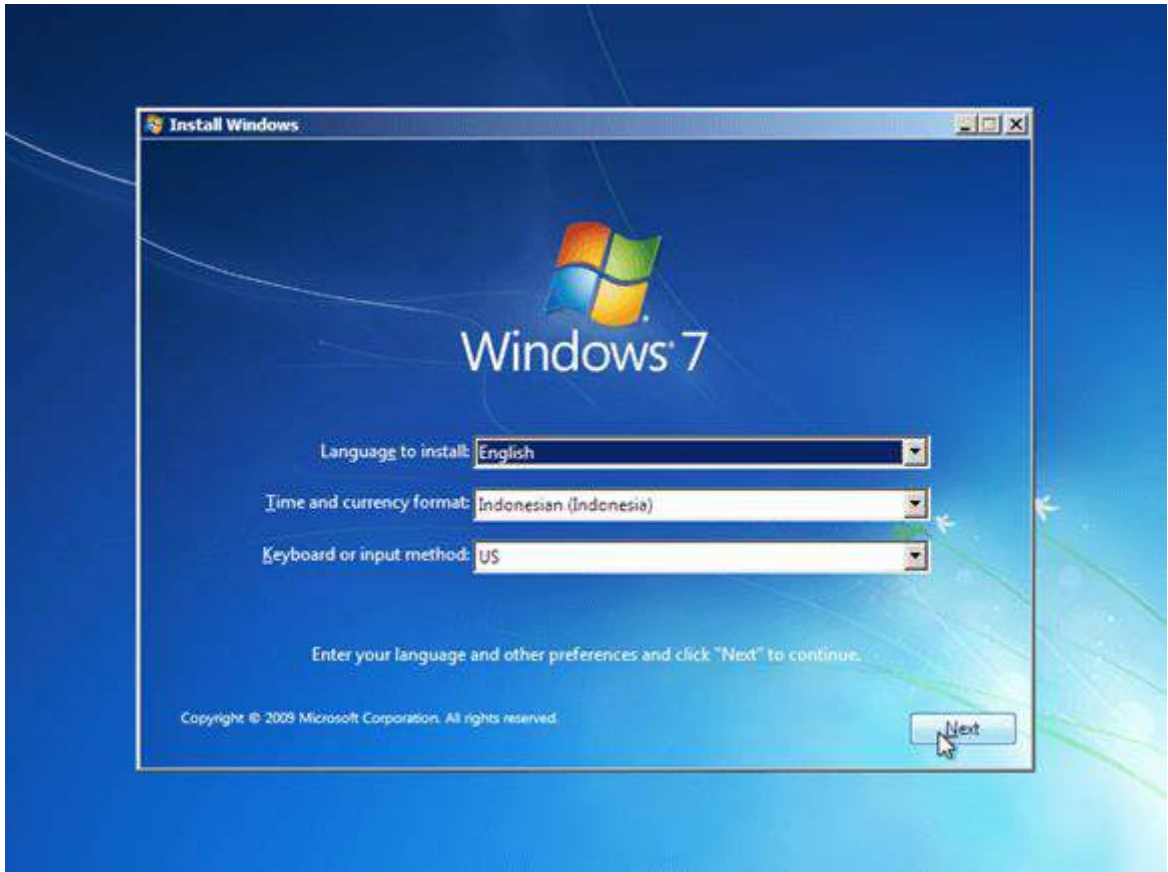 Install Windows
Windows 7
Language to install: English
Time and currency format: Indonesian (Indonesia)
Keyboard or input method: US
Enter your language and other preferences and click "Next" to continue.
Copyright © 2009 Microsoft Corporation. All rights reserved.
Next